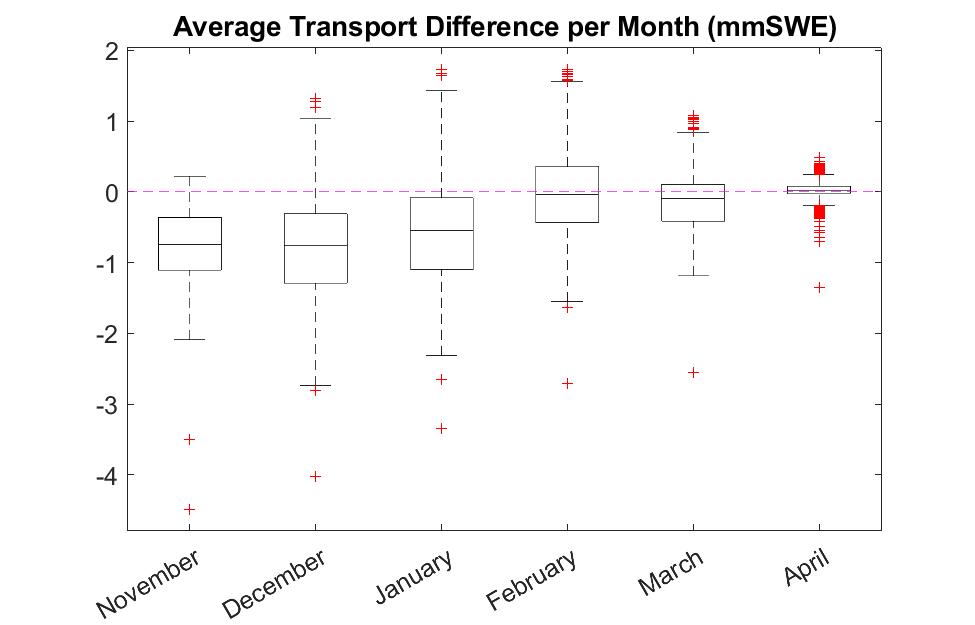 Average Transport Difference per Month (mmSWE)
2
1
0
-1
-2
-3
-4
November
December
January
February
March
April